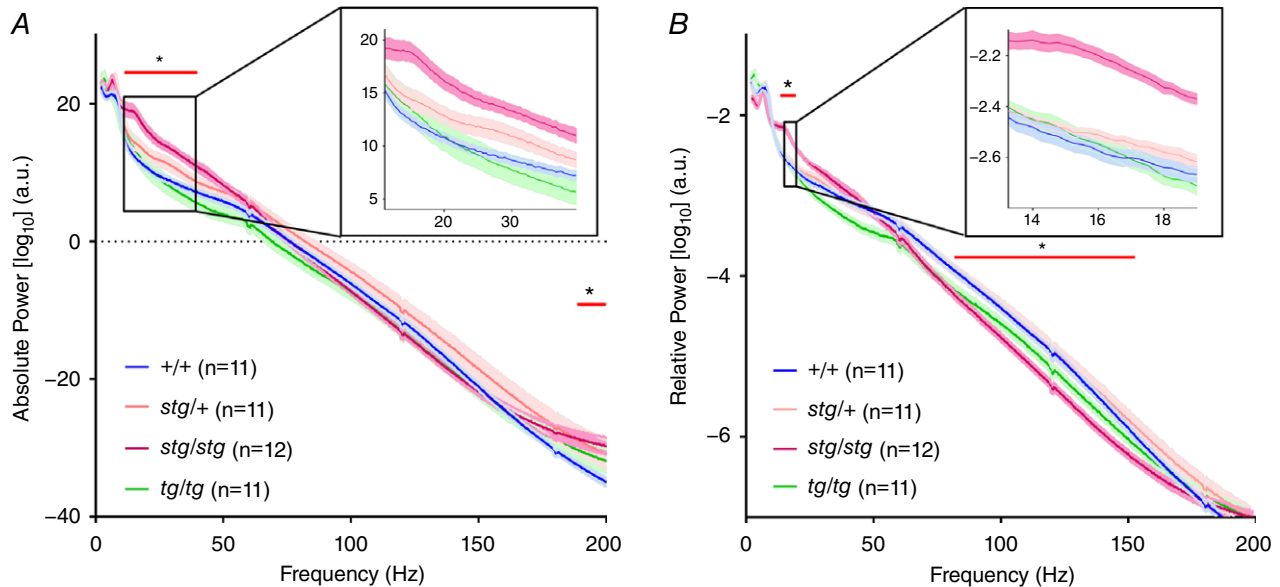 A
B
Absolute Power [log10] (a.u.)
20
0
−20
−40
0
50
100
150
200
Frequency (Hz)
*
*
20
15
10
5
20
30
+/+ (n=11)
stg/+ (n=11)
stg/stg (n=12)
tg/tg (n=11)
Relative Power [log10] (a.u.)
−2
−4
−6
0
50
100
150
200
Frequency (Hz)
*
*
−2.2
−2.4
−2.6
14
16
18
+/+ (n=11)
stg/+ (n=11)
stg/stg (n=12)
tg/tg (n=11)